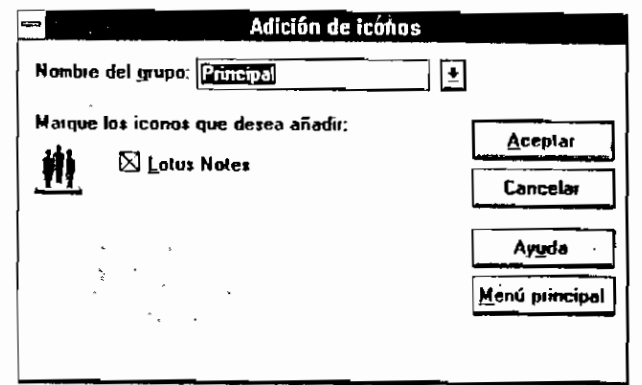 Adición de icónos
Nombre del grupo: Principal
Marque los iconos que desea añadir:
Lotus Notes
Aceptar
Cancelar
Ayuda
Menú principal